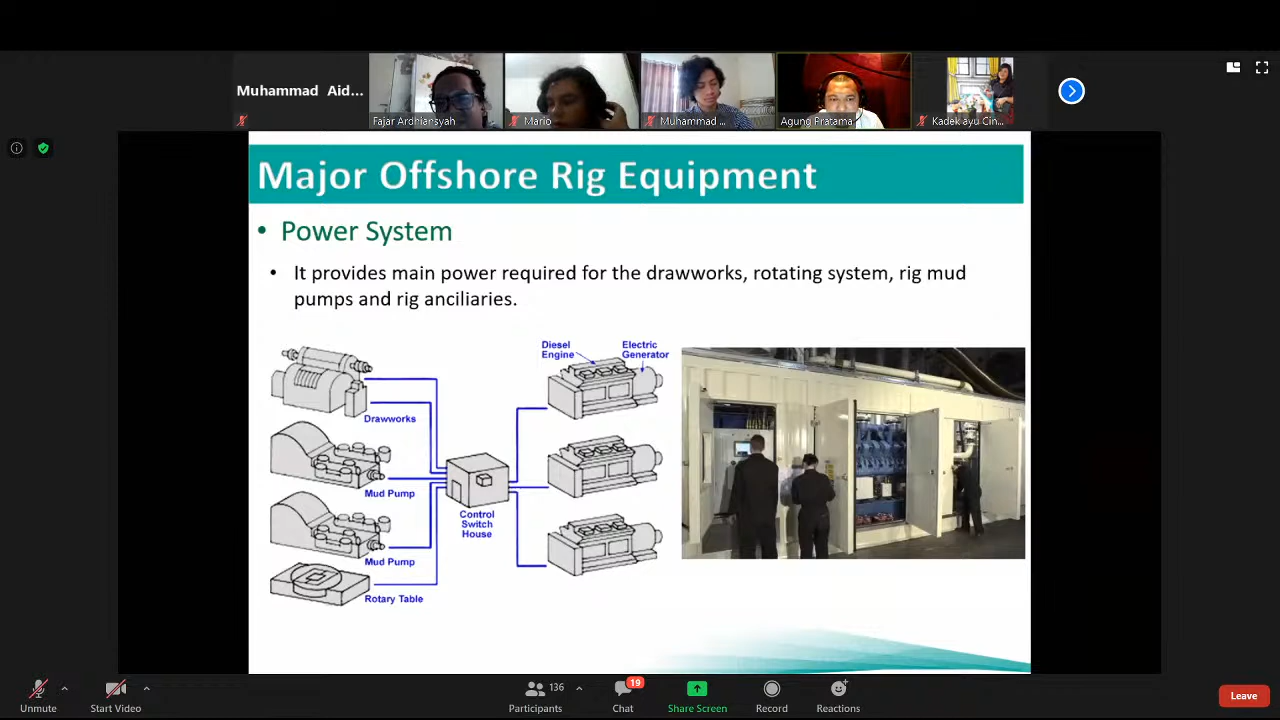 Muhammad Aid...
Fajar Ardhiansyah
Mario
Muhammad ...
Agung Pratama
Kadek ayu Cin...
Major Offshore Rig Equipment
• Power System
• It provides main power required for the drawworks, rotating system, rig mud
pumps and rig anciliaries.
Diesel
Engine
Electric
Generator
Drawworks
Mud Pump
Control
Switch
House
Mud Pump
Rotary Table
Unmute
Start Video
136
Participants
19
Chat
Share Screen
Record
Reactions
Leave